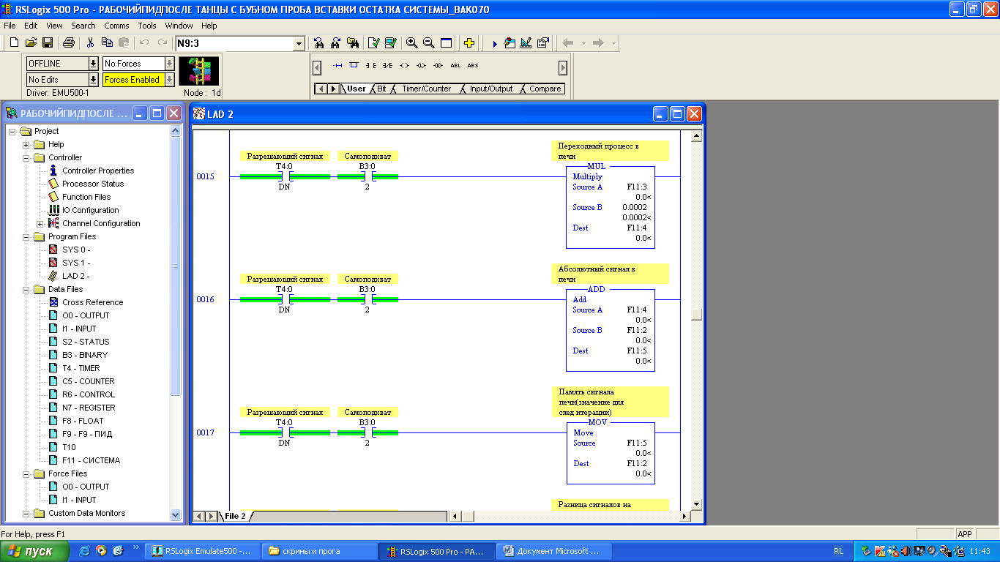 RSLogix 500 Pro - РАБОЧИЙПИДПОСЛЕ ТАНЦЫ С БУБНОМ ПРОБА ВСТАВКИ ОСТАТКА СИСТЕМЫ_BAK070
File Edit View Search Comms Tools Window Help
N9:3
OFFLINE No Forces
No Edits Forces Enabled
Driver: EMU500-1 Node : 1d
ABL ABS
User Bit Timer/Counter Input/Output Compare
РАБОЧИЙПИДПОСЛЕ ...
Project
Help
Controller
Controller Properties
Processor Status
Function Files
IO Configuration
Channel Configuration
Program Files
SYS 0 -
SYS 1 -
LAD 2 -
Data Files
Cross Reference
O0 - OUTPUT
I1 - INPUT
S2 - STATUS
B3 - BINARY
T4 - TIMER
C5 - COUNTER
R6 - CONTROL
N7 - REGISTER
F8 - FLOAT
F9 - F9 - ПИД
T10
F11 - СИСТЕМА
Force Files
O0 - OUTPUT
I1 - INPUT
Custom Data Monitors
LAD 2
Переходный процесс в
печи
Разрешающий сигнал Самоподхват
T4:0 B3:0 MUL
0015
DN 2
Multiply
Source A F11:3
0.0<
Source B 0.0002
0.0002<
Dest F11:4
0.0<
Абсолютный сигнал в
печи
Разрешающий сигнал Самоподхват
T4:0 B3:0 ADD
0016
DN 2
Add
Source A F11:4
0.0<
Source B F11:2
0.0<
Dest F11:5
0.0<
Память сигнала
печи(значение для
след итерации)
Разрешающий сигнал Самоподхват
T4:0 B3:0 MOV
0017
DN 2
Move
Source F11:5
0.0<
Dest F11:2
0.0<
Разница сигналов на
File 2
For Help, press F1
APP
пуск
RSLogix Emulate500 -...
скрины и прога
RSLogix 500 Pro - РА...
Документ Microsoft ...
RL
11:43